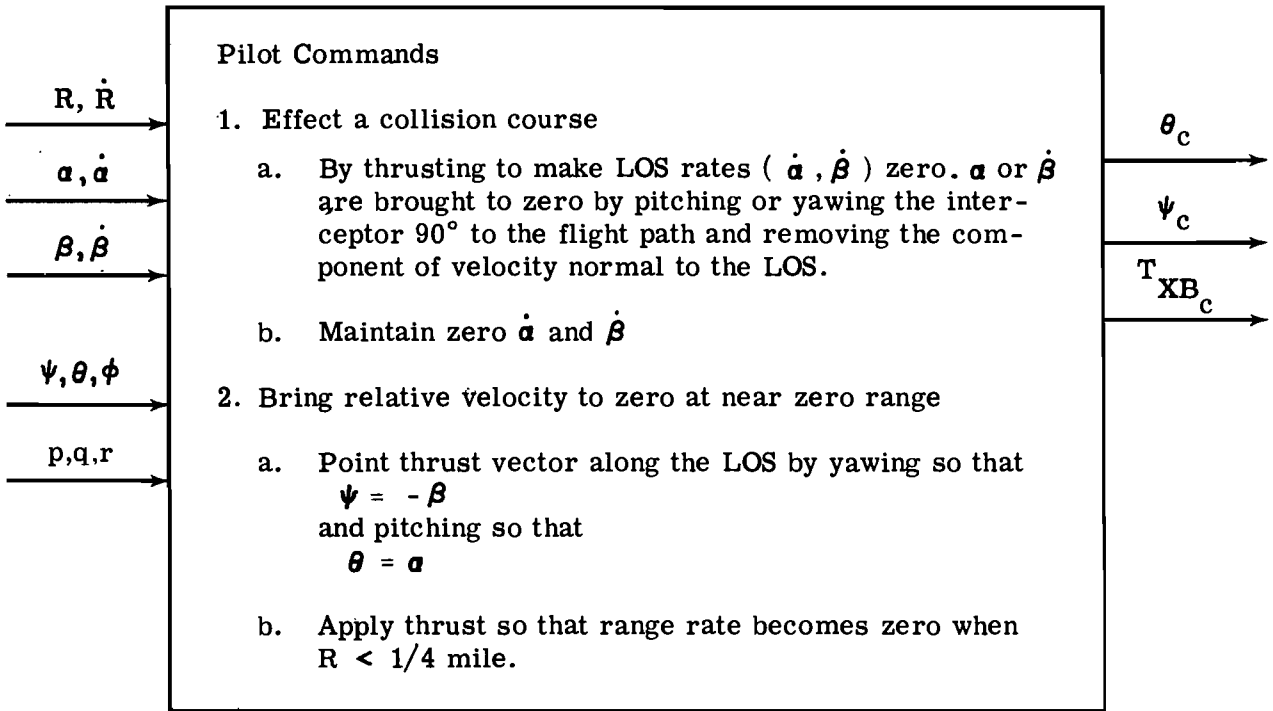 Pilot Commands
R, Ṙ
α, α̇
β, β̇
ψ, θ, ϕ
p,q,r
1. Effect a collision course
a. By thrusting to make LOS rates ( α̇ , β̇ ) zero. α or β̇
are brought to zero by pitching or yawing the inter-
ceptor 90° to the flight path and removing the com-
ponent of velocity normal to the LOS.
b. Maintain zero α̇ and β̇
2. Bring relative velocity to zero at near zero range
a. Point thrust vector along the LOS by yawing so that
ψ = - β
and pitching so that
θ = α
b. Apply thrust so that range rate becomes zero when
R < 1/4 mile.
θc
ψc
TXBc